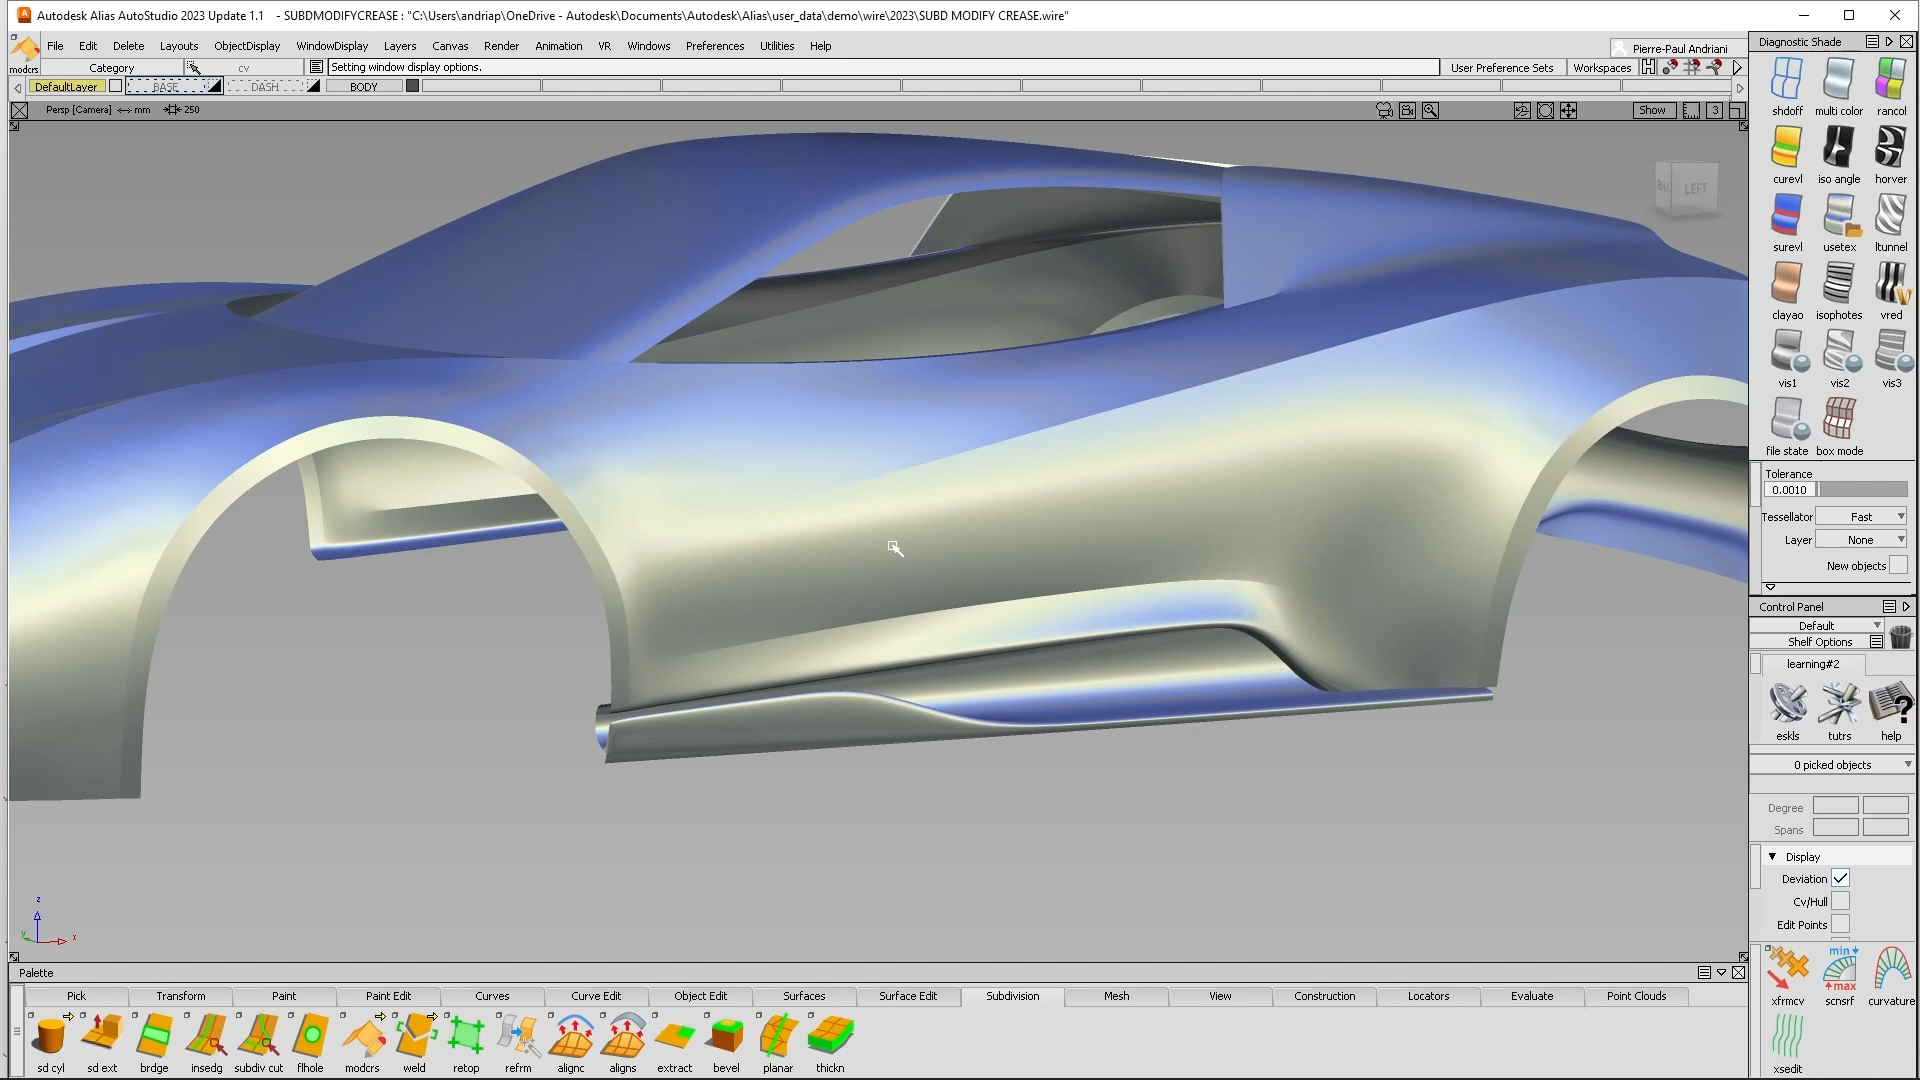 Autodesk Alias AutoStudio 2023 Update 1.1 - SUBDMODIFYCREASE : "C:\Users\andriap\OneDrive - Autodesk\Documents\Autodesk\Alias\user_data\demo\wire\2023\SUBD MODIFY CREASE.wire"
File Edit Delete Layouts ObjectDisplay WindowDisplay Layers Canvas Render Animation VR Windows Preferences Utilities Help
Pierre-Paul Andriani
modcrs
Category
cv
Setting window display options.
User Preference Sets
Workspaces
DefaultLayer
BASE
DASH
BODY
Persp [Camera] mm 250
Show
3
LEFT
z
y
x
Diagnostic Shade
shdoff multi color rancol
curevl iso angle horver
surevl usetex ltunnel
clayao isophotes vred
vis1 vis2 vis3
file state box mode
Tolerance
0.0010
Tessellator Fast
Layer None
New objects
Control Panel
Default
Shelf Options
learning#2
eskls tutrs help
0 picked objects
Degree
Spans
Display
Deviation
Cv/Hull
Edit Points
min
max
xfrmcv scnsrf curvature
xsedit
Palette
Pick Transform Paint Paint Edit Curves Curve Edit Object Edit Surfaces Surface Edit Subdivision Mesh View Construction Locators Evaluate Point Clouds
sd cyl sd ext brdge insedg subdiv cut flhole modcrs weld retop refrm alignc aligns extract bevel planar thickn